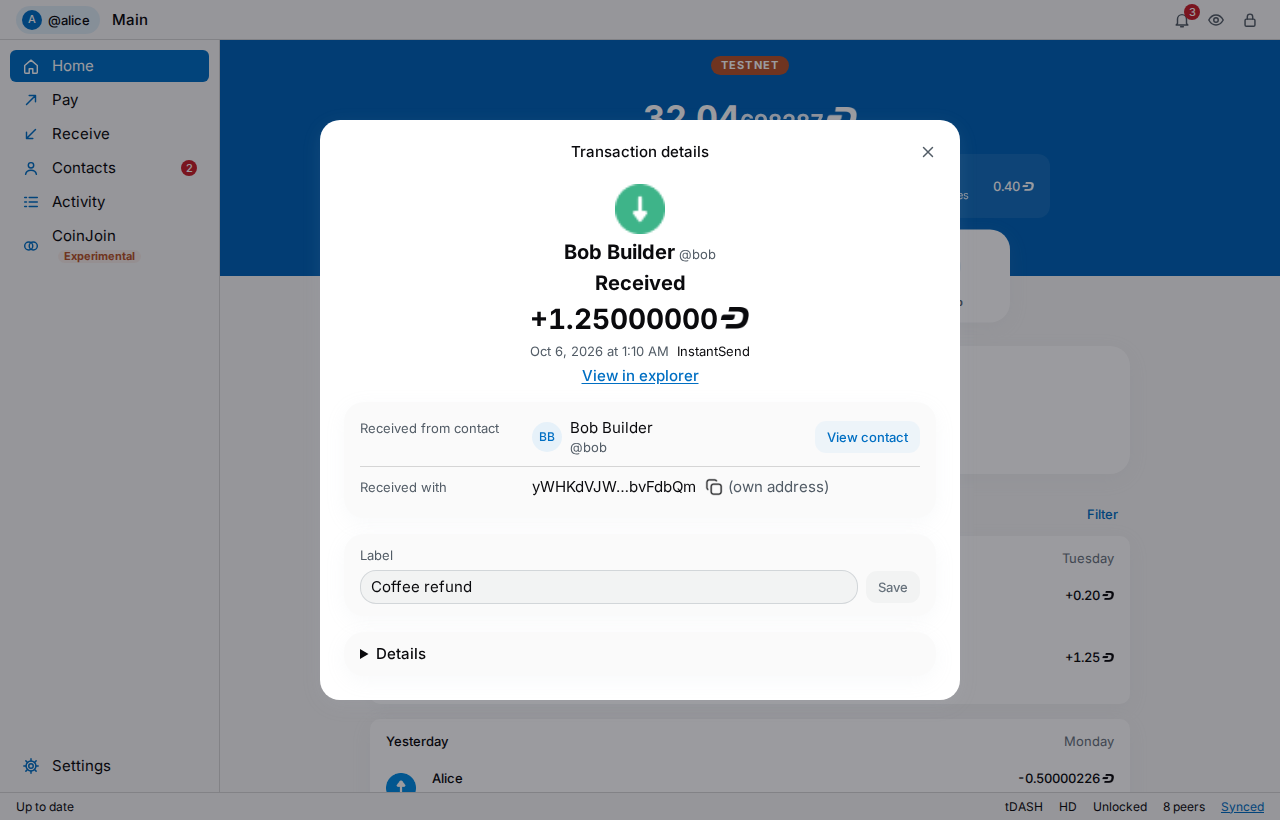 A @alice Main
3
Home
Pay
Receive
Contacts 2
Activity
CoinJoin
Experimental
Settings
TESTNET
0.40
Transaction details
Bob Builder @bob
Received
+1.25000000
Oct 6, 2026 at 1:10 AM InstantSend
View in explorer
Received from contact
BB
Bob Builder
@bob
View contact
Received with yWHKdVJW...bvFdbQm (own address)
Label
Coffee refund Save
Details
Filter
Tuesday
+0.20
+1.25
Yesterday Monday
Alice -0.50000226
Up to date tDASH HD Unlocked 8 peers Synced